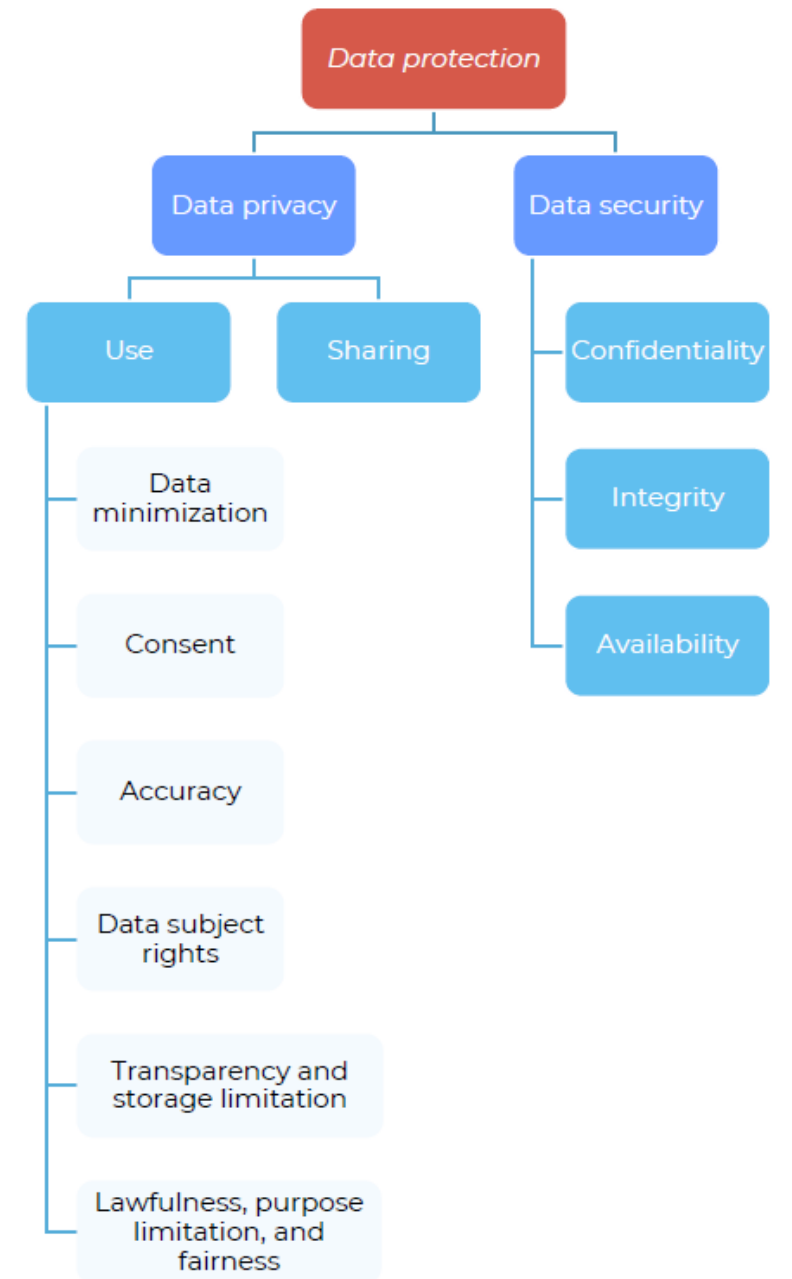 Data protection
Data privacy
Data security
Use
Sharing
Confidentiality
Data
minimization
Integrity
Consent
Availability
Accuracy
Data subject
rights
Transparency and
storage limitation
Lawfulness, purpose
limitation, and
fairness